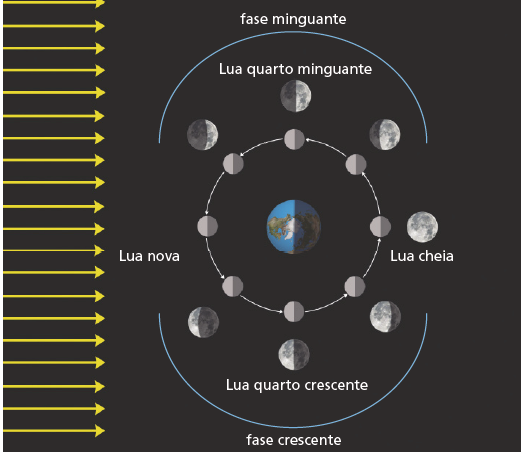 fase minguante
Lua quarto minguante
Lua nova
Lua cheia
Lua quarto crescente
fase crescente